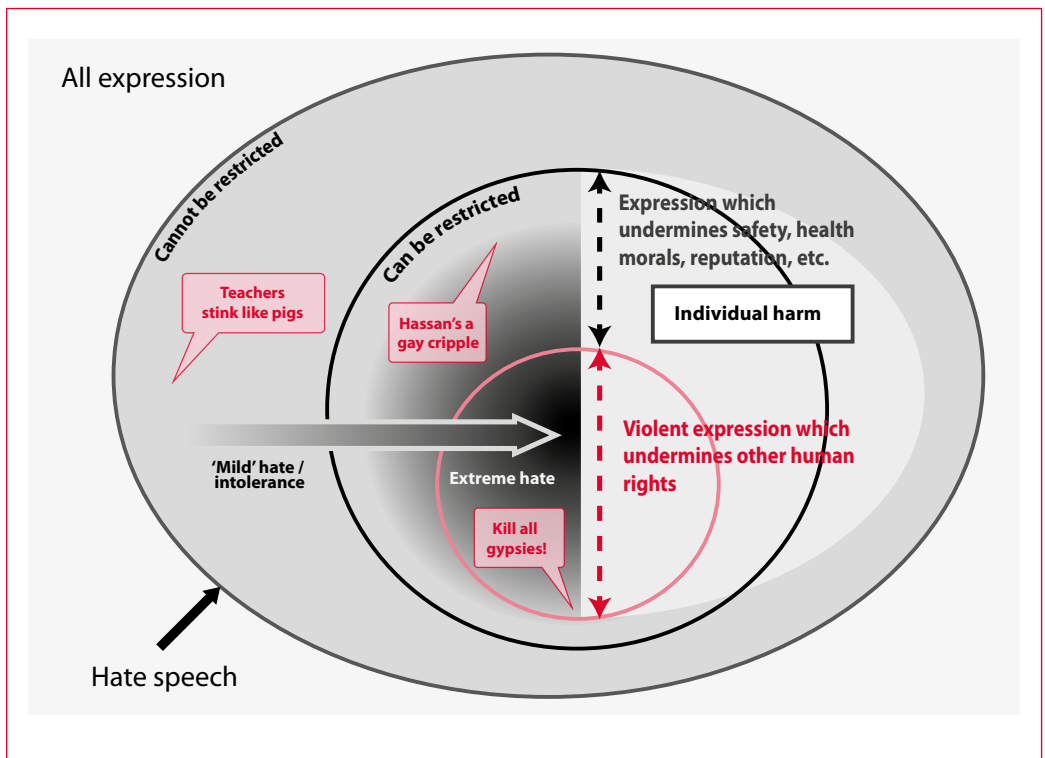 All expression
Cannot be restricted
Can be restricted
Expression which
undermines safety, health
morals, reputation, etc.
Teachers
stink like pigs
Hassan's a
gay cripple
Individual harm
Violent expression which
undermines other human
rights
'Mild' hate /
intolerance
Extreme hate
Kill all
gypsies!
Hate speech